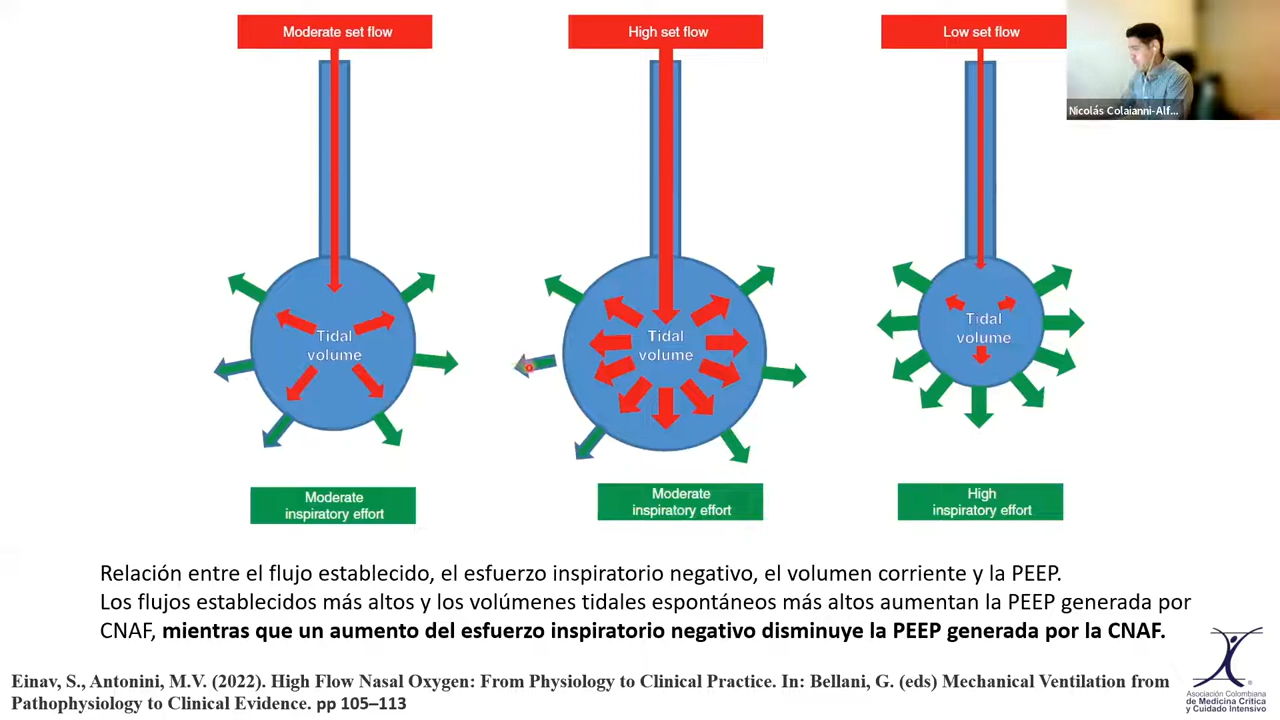 Moderate set flow
High set flow
Low set flow
Nicolás Colaianni-Alf...
Tidal
volume
Tidal
volume
Tidal
volume
Moderate
inspiratory effort
Moderate
inspiratory effort
High
inspiratory effort
Relación entre el flujo establecido, el esfuerzo inspiratorio negativo, el volumen corriente y la PEEP.
Los flujos establecidos más altos y los volúmenes tidales espontáneos más altos aumentan la PEEP generada por
CNAF, mientras que un aumento del esfuerzo inspiratorio negativo disminuye la PEEP generada por la CNAF.
Einav, S., Antonini, M.V. (2022). High Flow Nasal Oxygen: From Physiology to Clinical Practice. In: Bellani, G. (eds) Mechanical Ventilation from
Pathophysiology to Clinical Evidence. pp 105–113
Asociación Colombiana
de Medicina Crítica
y Cuidado Intensivo